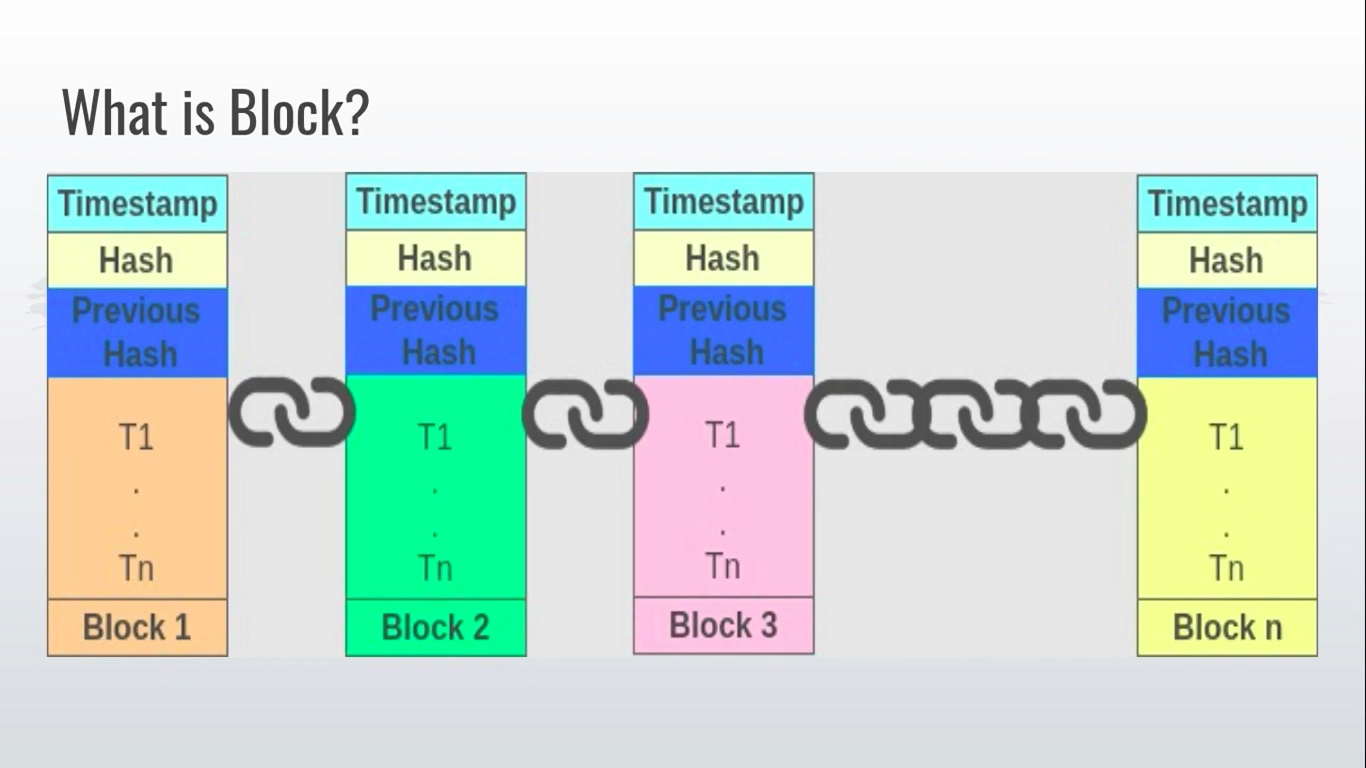 What is Block?
Timestamp
Hash
Previous
Hash
T1
.
.
Tn
Block 1
Timestamp
Hash
Previous
Hash
T1
.
.
Tn
Block 2
Timestamp
Hash
Previous
Hash
T1
.
.
Tn
Block 3
Timestamp
Hash
Previous
Hash
T1
.
.
Tn
Block n